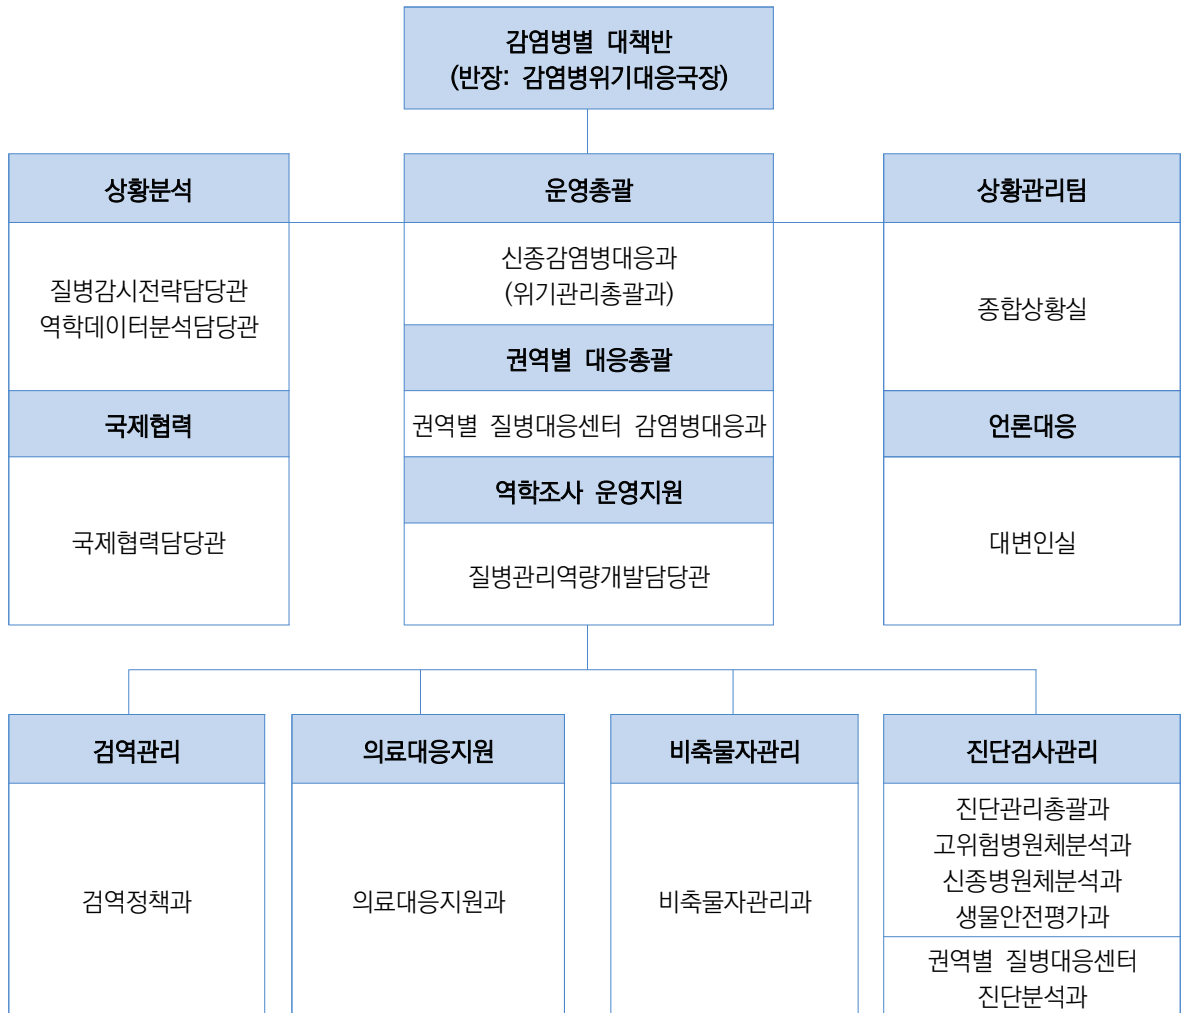 감염병별 대책반
(반장: 감염병위기대응국장)
상황분석
질병감시전략담당관
역학데이터분석담당관
국제협력
국제협력담당관
운영총괄
신종감염병대응과
(위기관리총괄과)
권역별 대응총괄
권역별 질병대응센터 감염병대응과
역학조사 운영지원
질병관리역량개발담당관
상황관리팀
종합상황실
언론대응
대변인실
검역관리
검역정책과
의료대응지원
의료대응지원과
비축물자관리
비축물자관리과
진단검사관리
진단관리총괄과
고위험병원체분석과
신종병원체분석과
생물안전평가과
권역별 질병대응센터
진단분석과